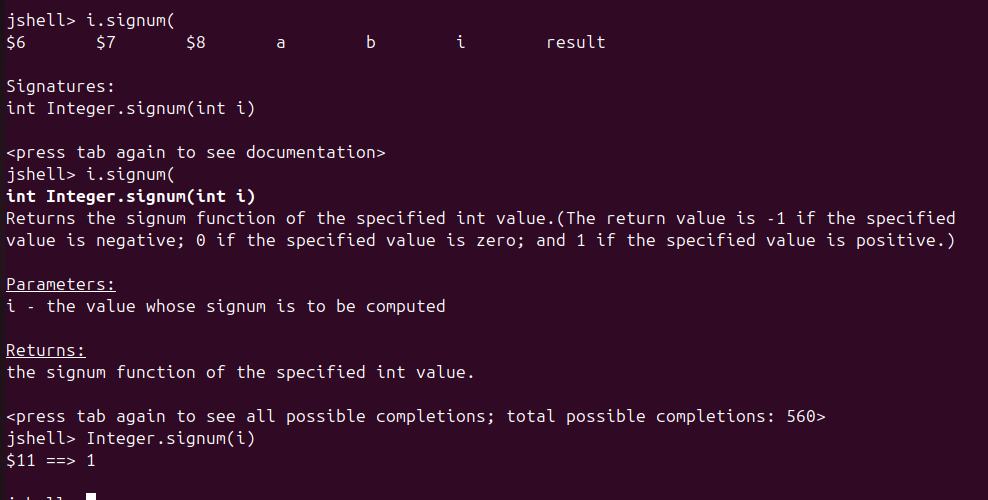 jshell> i.signum(
$6 $7 $8 a b i result
Signatures:
int Integer.signum(int i)
<press tab again to see documentation>
jshell> i.signum(
int Integer.signum(int i)
Returns the signum function of the specified int value.(The return value is -1 if the specified
value is negative; 0 if the specified value is zero; and 1 if the specified value is positive.)
Parameters:
i - the value whose signum is to be computed
Returns:
the signum function of the specified int value.
<press tab again to see all possible completions; total possible completions: 560>
jshell> Integer.signum(i)
$11 ==> 1